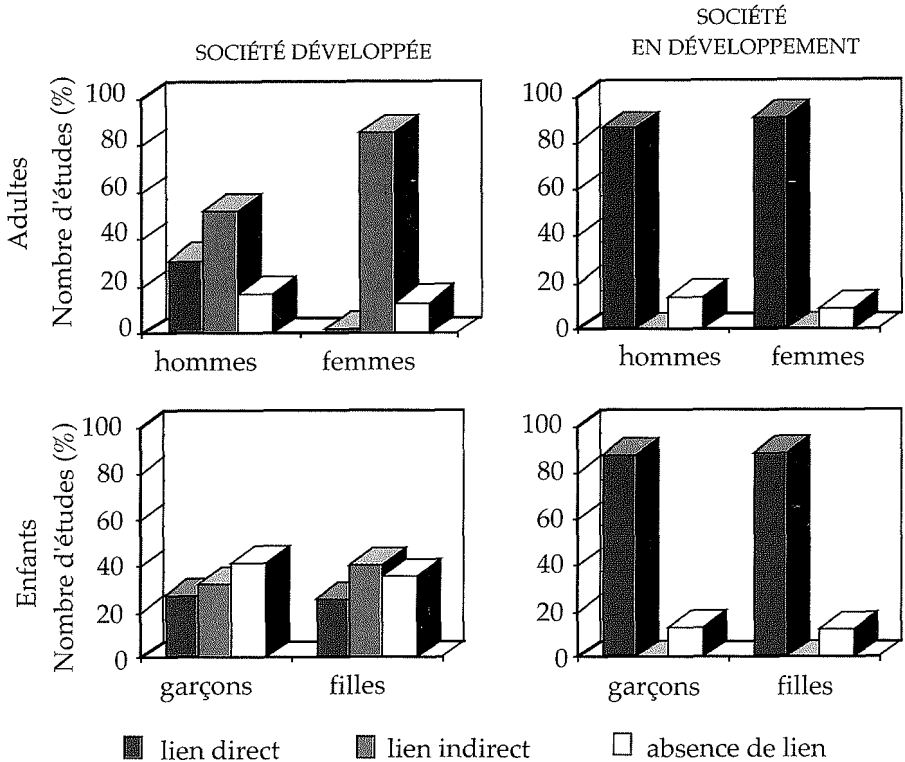 SOCIÉTÉ DÉVELOPPÉE
SOCIÉTÉ
EN DÉVELOPPEMENT
Adultes
Nombre d'études (%)
100
80
60
40
20
0
hommes femmes
100
80
60
40
20
0
hommes femmes
Enfants
Nombre d'études (%)
100
80
60
40
20
0
garçons filles
100
80
60
40
20
0
garçons filles
lien direct lien indirect absence de lien